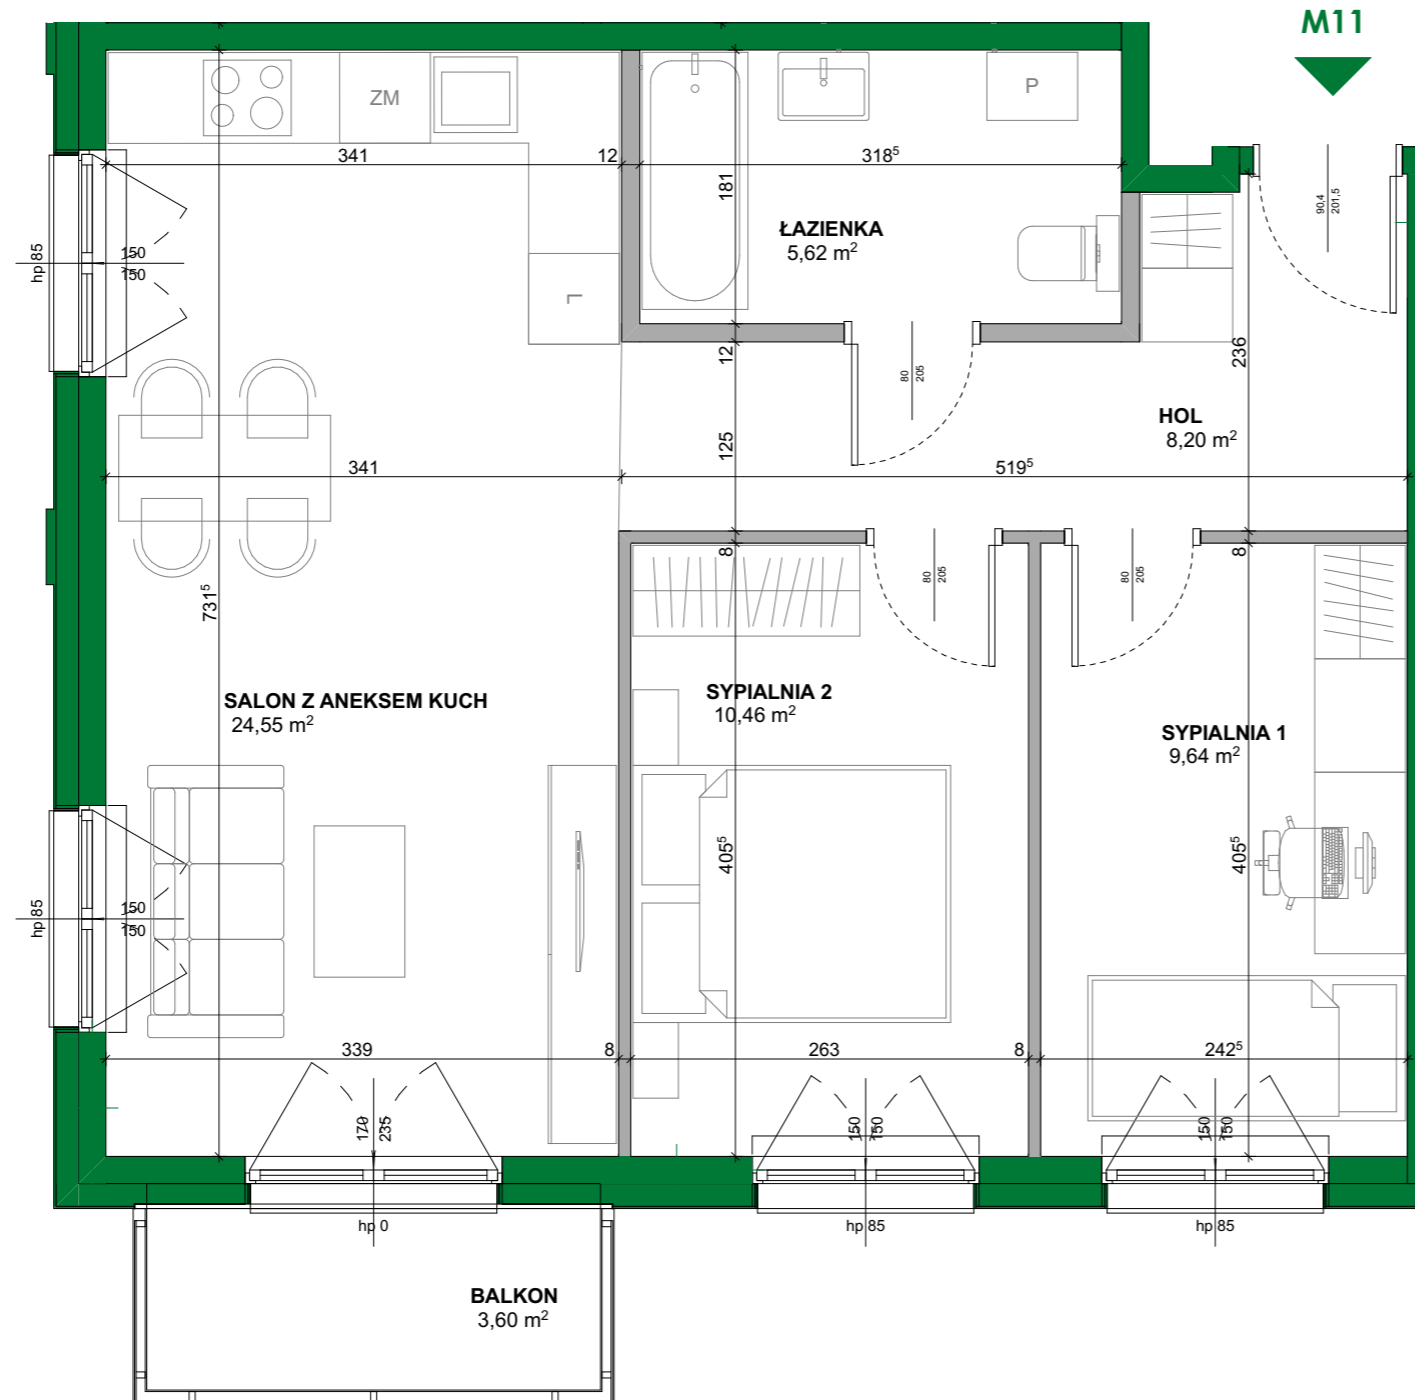 M11
ZM
P
341
12
318⁵
181
90,4
201,5
ŁAZIENKA
5,62 m²
hp 85
150
150
L
12
236
80
205
HOL
8,20 m²
125
341
519⁵
8
8
731⁵
80
205
80
205
SALON Z ANEKSEM KUCH
24,55 m²
SYPIALNIA 2
10,46 m²
SYPIALNIA 1
9,64 m²
405⁵
405⁵
hp 85
150
150
339
8
263
8
242⁵
170
235
150
150
150
150
hp 0
hp 85
hp 85
BALKON
3,60 m²